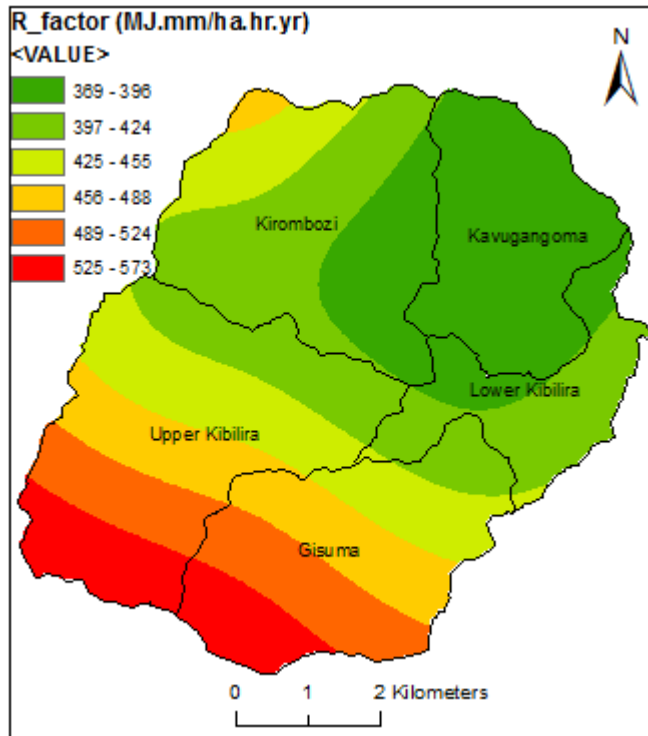 R_factor (MJ.mm/ha.hr.yr)
<VALUE>
369 - 396
397 - 424
425 - 455
456 - 488
489 - 524
525 - 573
N
Kirombozi
Kavugangoma
Lower Kibilira
Upper Kibilira
Gisuma
0 1 2 Kilometers